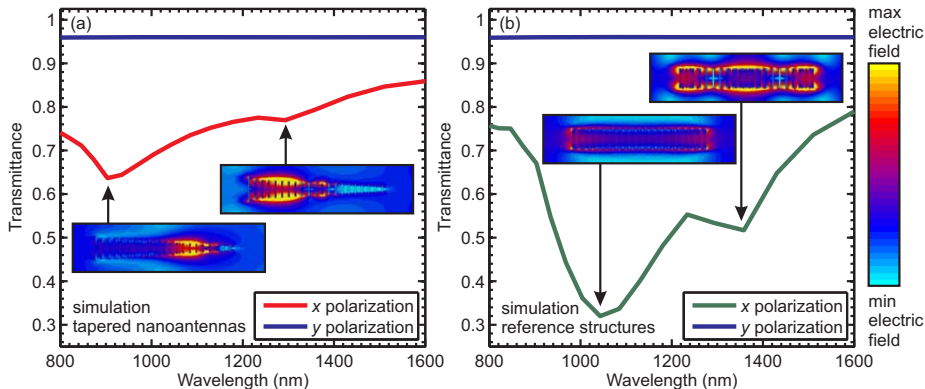 (a)
Transmittance
1
0.9
0.8
0.7
0.6
0.5
0.4
0.3
simulation
tapered nanoantennas
x polarization
y polarization
800 1000 1200 1400 1600
Wavelength (nm)
(b)
Transmittance
1
0.9
0.8
0.7
0.6
0.5
0.4
0.3
simulation
reference structures
x polarization
y polarization
800 1000 1200 1400 1600
Wavelength (nm)
max
electric
field
min
electric
field